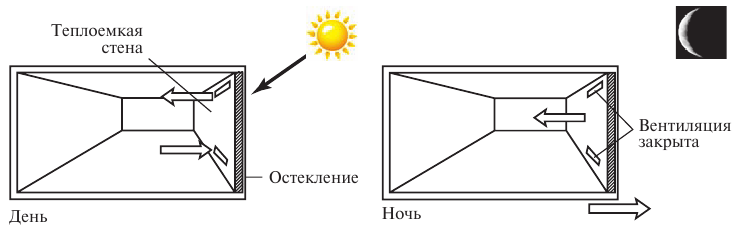 Теплоемкая
стена
Остекление
День
Вентиляция
закрыта
Ночь